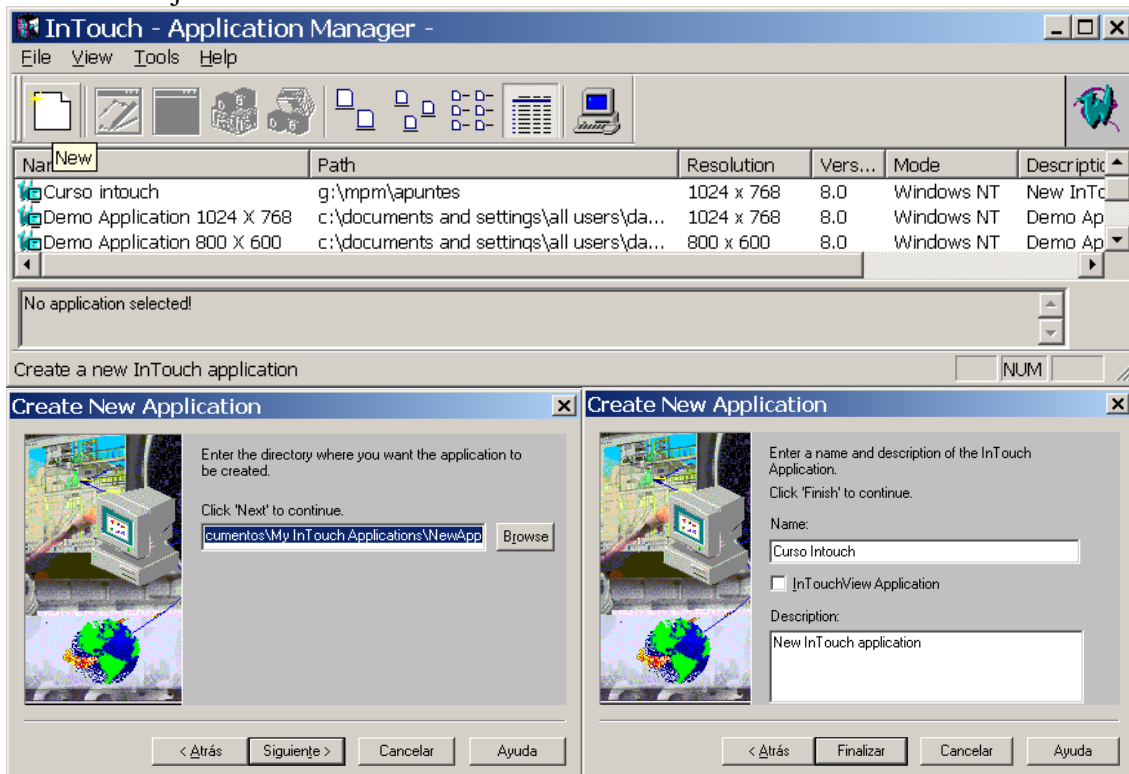 InTouch - Application Manager -
File View Tools Help
New
Path Resolution Vers... Mode
Curso intouch g:\mpm\apuntes 1024 x 768 8.0 Windows NT New InTo
Demo Application 1024 X 768 c:\documents and settings\all users\da... 1024 x 768 8.0 Windows NT Demo Ap
Demo Application 800 X 600 c:\documents and settings\all users\da... 800 x 600 8.0 Windows NT Demo Ap
No application selected!
Create a new InTouch application NUM
Create New Application
Enter the directory where you want the application to
be created.
Click 'Next' to continue.
cumentos\My InTouch Applications\NewApp Browse
< Atrás Siguiente > Cancelar Ayuda
Create New Application
Enter a name and description of the InTouch
Application.
Click 'Finish' to continue.
Name:
Curso Intouch
InTouchView Application
Description:
New InTouch application
< Atrás Finalizar Cancelar Ayuda